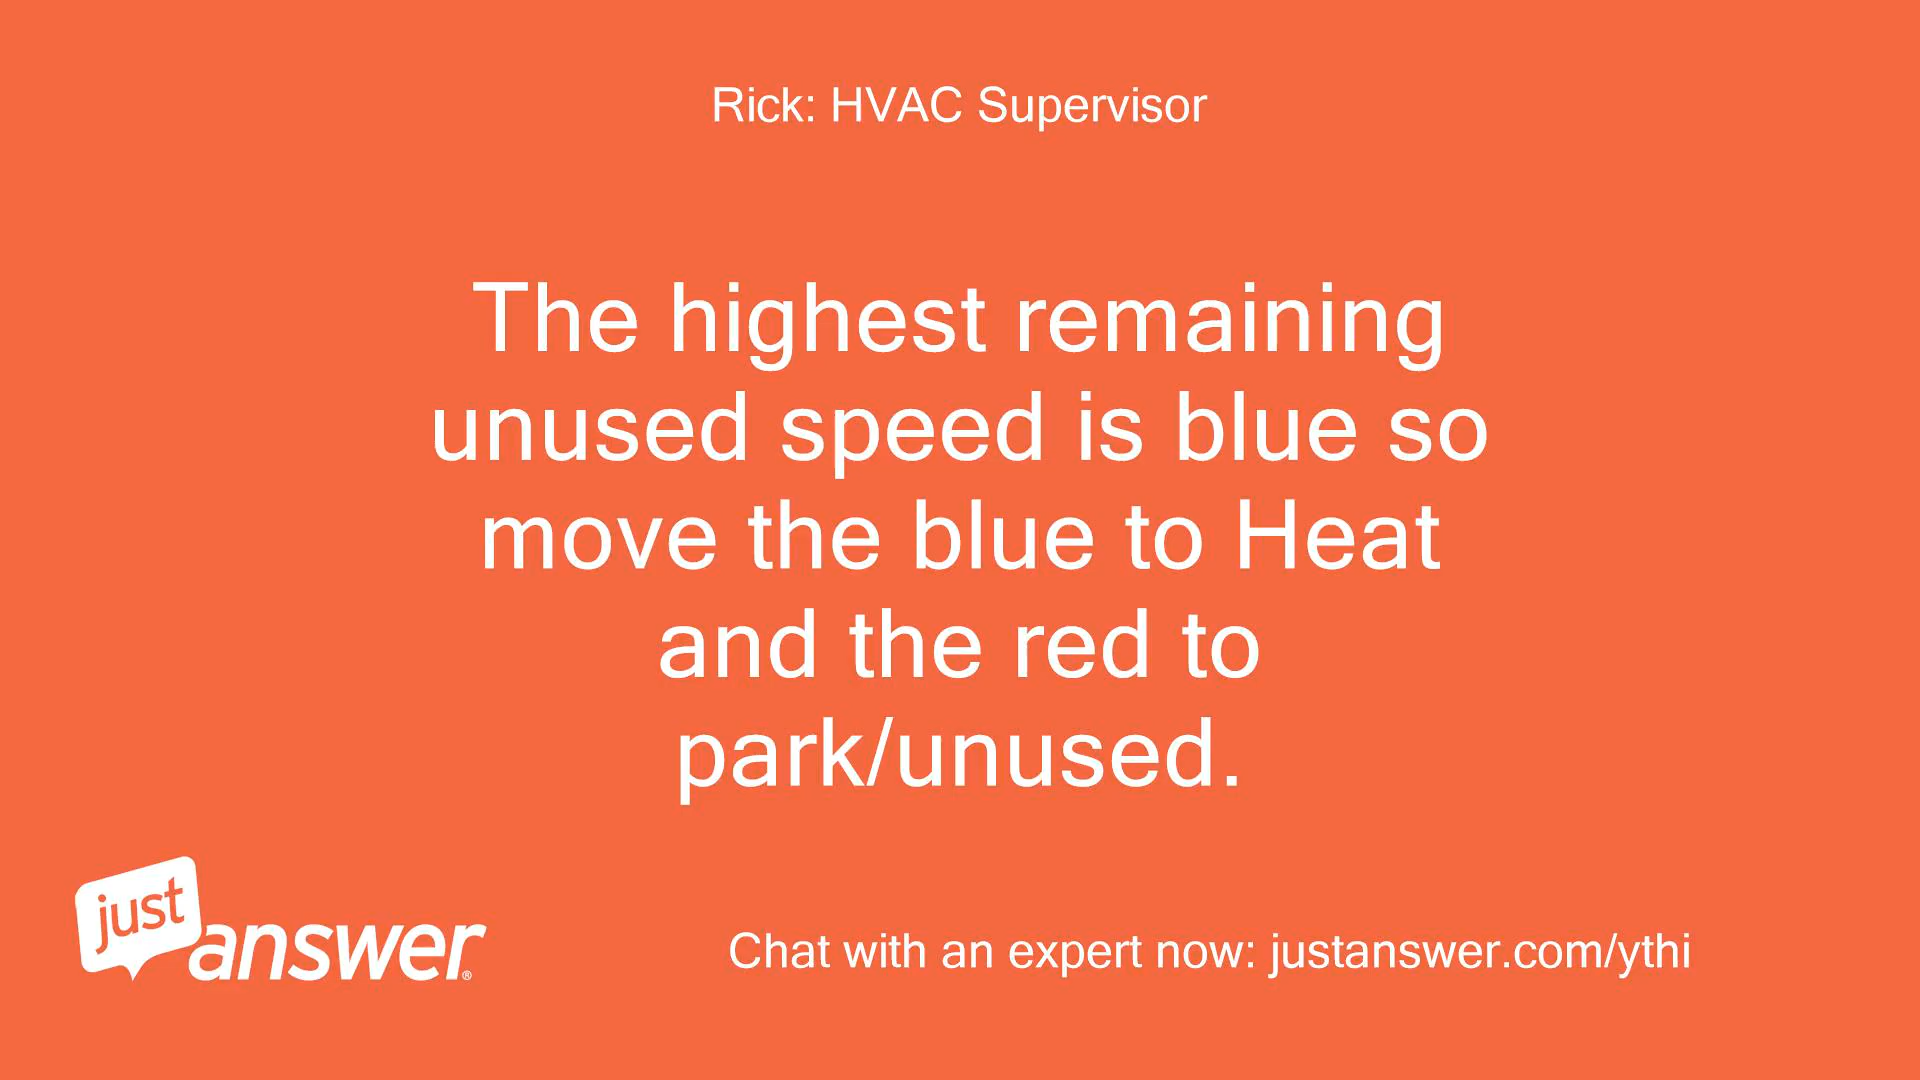 Rick: HVAC Supervisor
The highest remaining
unused speed is blue so
move the blue to Heat
and the red to
park/unused.
just
answer®
Chat with an expert now: justanswer.com/ythi